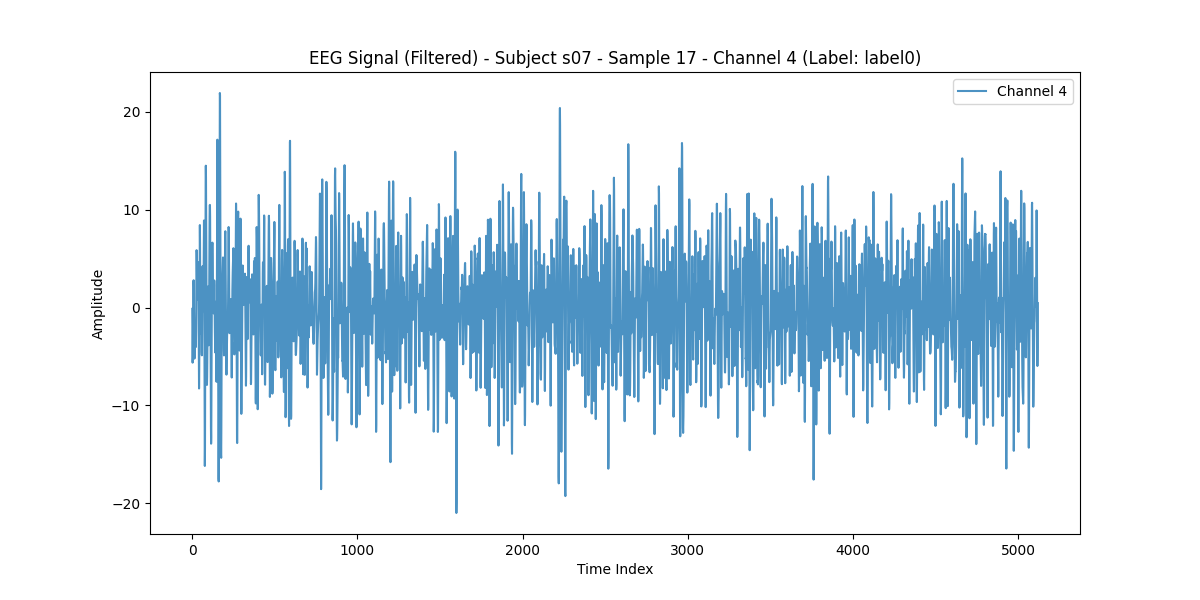 EEG Signal (Filtered) - Subject s07 - Sample 17 - Channel 4 (Label: label0)
Channel 4
20
10
0
−10
−20
Amplitude
0 1000 2000 3000 4000 5000
Time Index